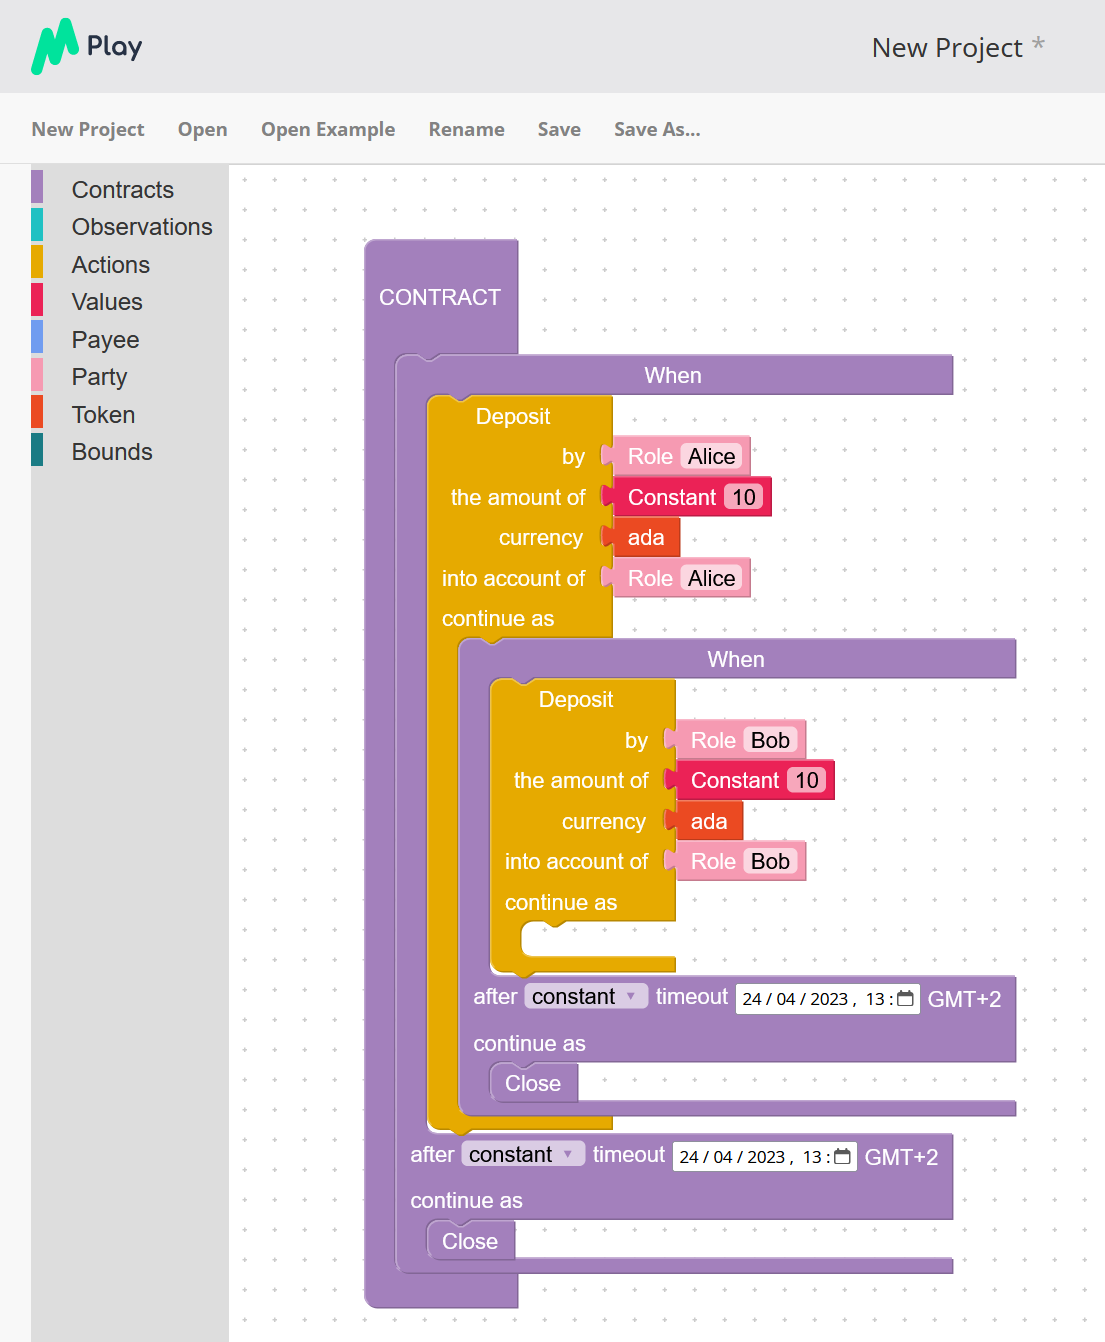 Play
New Project *
New Project Open Open Example Rename Save Save As...
Contracts
Observations
Actions
Values
Payee
Party
Token
Bounds
CONTRACT
When
Deposit
by Role Alice
the amount of Constant 10
currency ada
into account of Role Alice
continue as
When
Deposit
by Role Bob
the amount of Constant 10
currency ada
into account of Role Bob
continue as
after constant ▼ timeout 24/04/2023, 13: GMT+2
continue as
Close
after constant ▼ timeout 24/04/2023, 13: GMT+2
continue as
Close